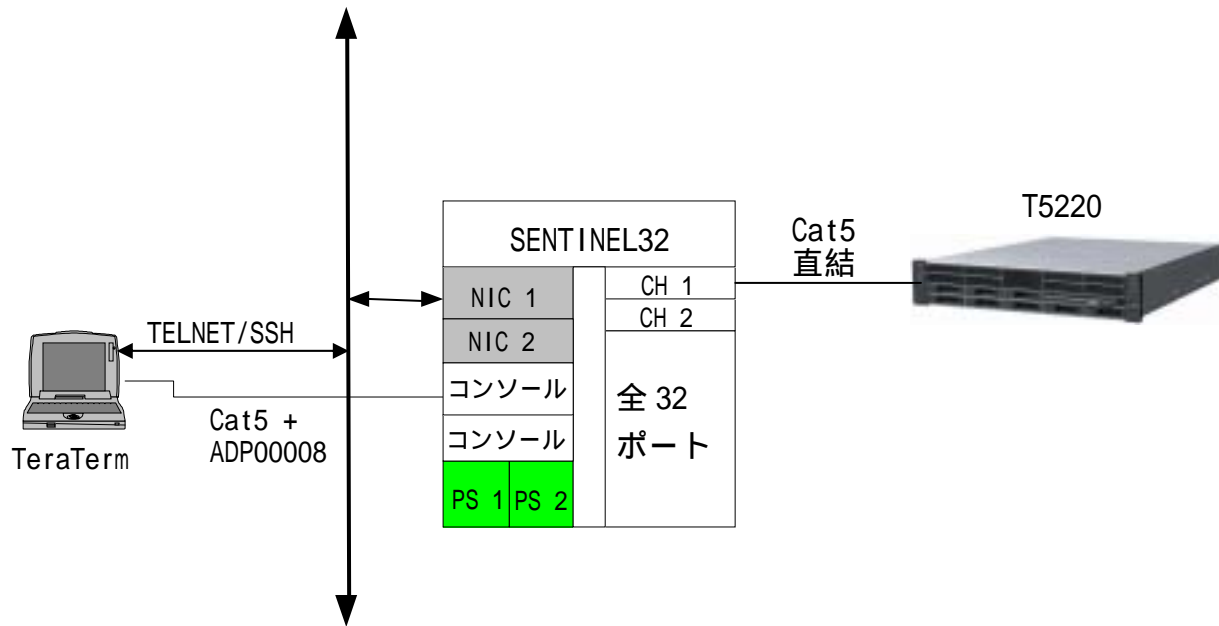 SENTINEL32
NIC 1
NIC 2
コンソール
コンソール
PS 1
PS 2
CH 1
CH 2
全 32
ポート
Cat5
直結
T5220
TELNET/SSH
Cat5 +
ADP00008
TeraTerm